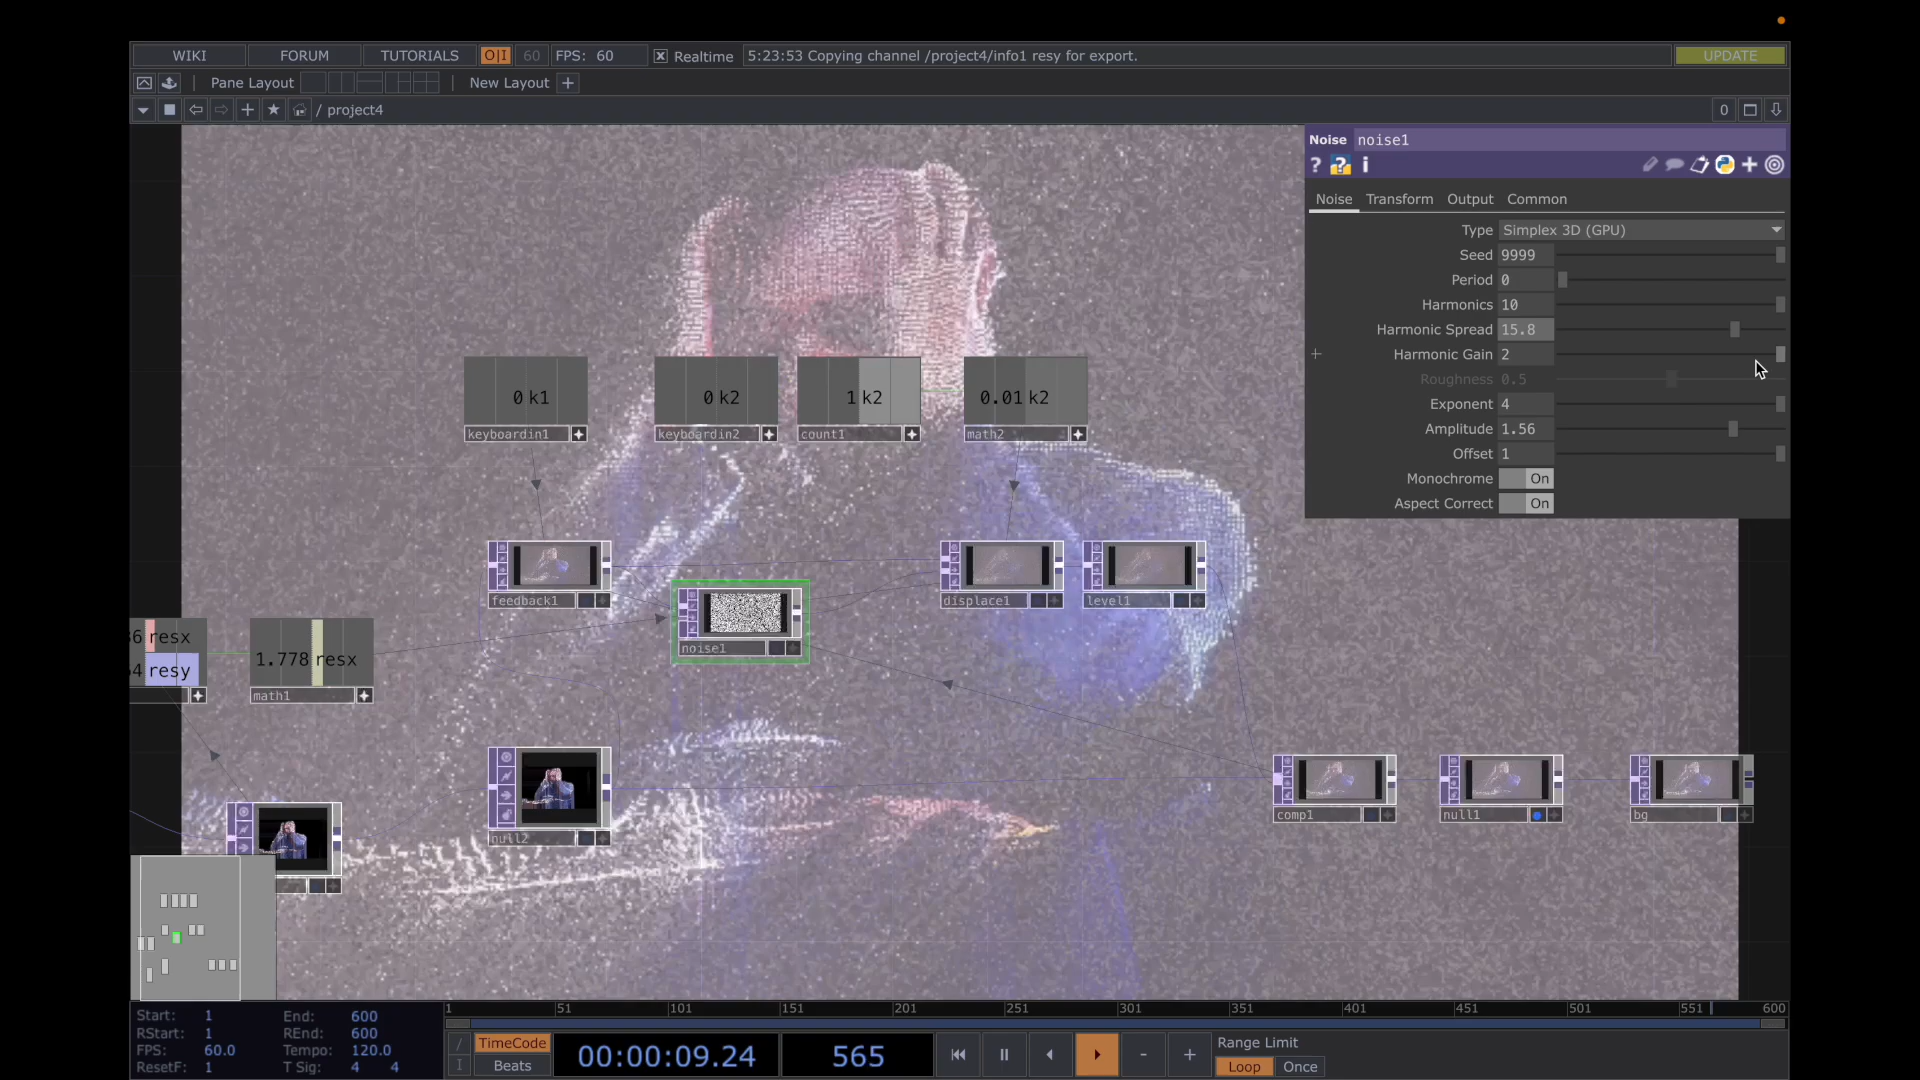 WIKI FORUM TUTORIALS O|I 60 FPS: 60 Realtime 5:23:53 Copying channel /project4/info1 resy for export. UPDATE
Pane Layout New Layout +
/ project4 0
Noise noise1
? ? i
Noise Transform Output Common
Type Simplex 3D (GPU)
Seed 9999
Period 0
Harmonics 10
Harmonic Spread 15.8
+ Harmonic Gain 2
Roughness 0.5
Exponent 4
Amplitude 1.56
Offset 1
Monochrome On
Aspect Correct On
0 k1 0 k2 1 k2 0.01 k2
keyboardin1 keyboardin2 count1 math2
feedback1 displace1 level1
noise1
6 resx
4 resy
1.778 resx
math1
null2
comp1 null1 bg
1 51 101 151 201 251 301 351 401 451 501 551 600
Start: 1 End: 600
RStart: 1 REnd: 600
FPS: 60.0 Tempo: 120.0
ResetF: 1 T Sig: 4 4
/ TimeCode
I Beats
00:00:09.24 565 - +
Range Limit
Loop Once